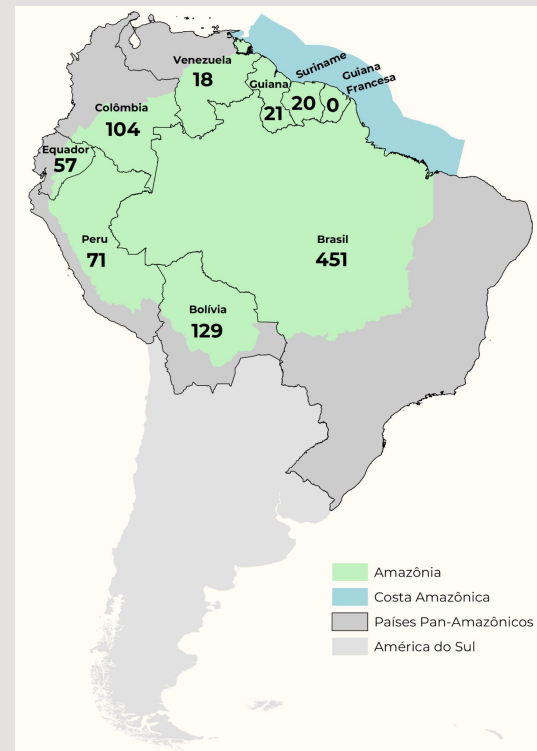 Venezuela
18
Suriname
Guiana
Francesa
Guiana
21
20
0
Colômbia
104
Equador
57
Peru
71
Brasil
451
Bolívia
129
Amazônia
Costa Amazônica
Países Pan-Amazônicos
América do Sul